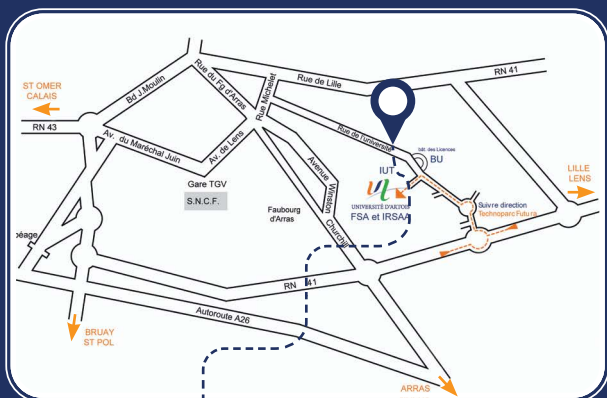 ST OMER
CALAIS
RN 43
Bd J.Moulin
Rue du Fg d'Arras
Rue de Lille
RN 41
Rue Michelet
Av. du Maréchal Juin
Av. de Lens
Rue de l'université
bât. des Licences
BU
IUT
UNIVERSITÉ D'ARTOIS
FSA et IRSAA
Gare TGV
S.N.C.F.
Faubourg
d'Arras
Avenue Winston Churchill
Suivre direction
Technoparc Futura
LILLE
LENS
RN 41
Autoroute A26
BRUAY
ST POL
ARRAS